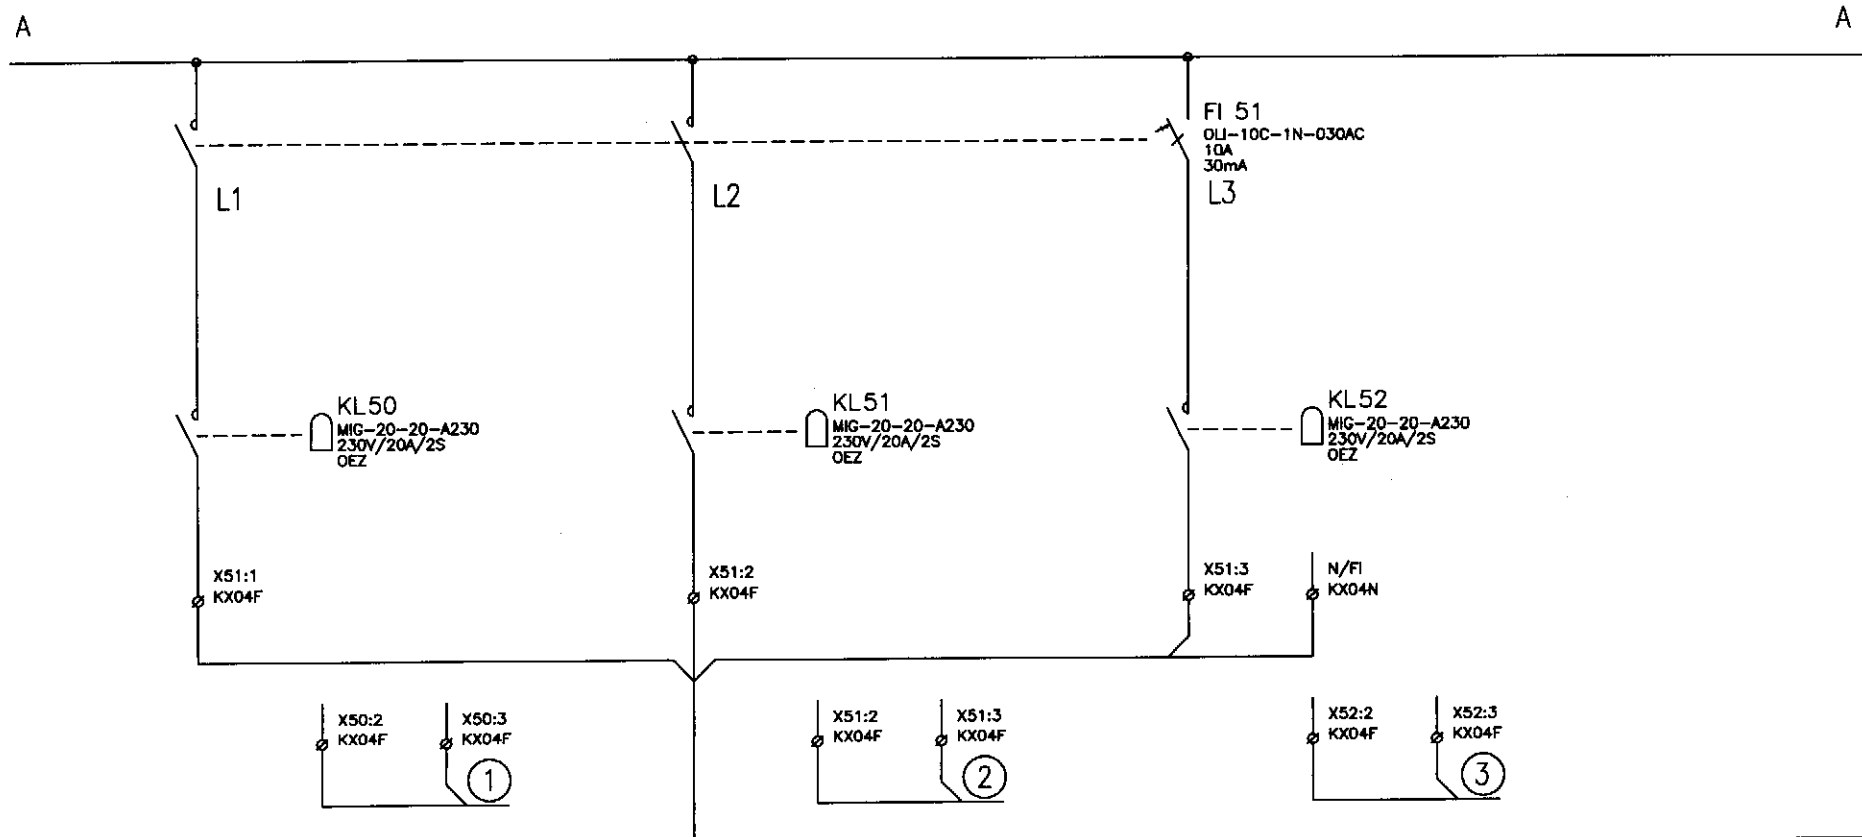 A A
FI 51
OLI-10C-1N-030AC
10A
30mA
L1 L2 L3
KL50
MIG-20-20-A230
230V/20A/2S
OEZ
KL51
MIG-20-20-A230
230V/20A/2S
OEZ
KL52
MIG-20-20-A230
230V/20A/2S
OEZ
X51:1
KX04F
X51:2
KX04F
X51:3
KX04F
N/FI
KX04N
X50:2
KX04F
X50:3
KX04F
1
X51:2
KX04F
X51:3
KX04F
2
X52:2
KX04F
X52:3
KX04F
3